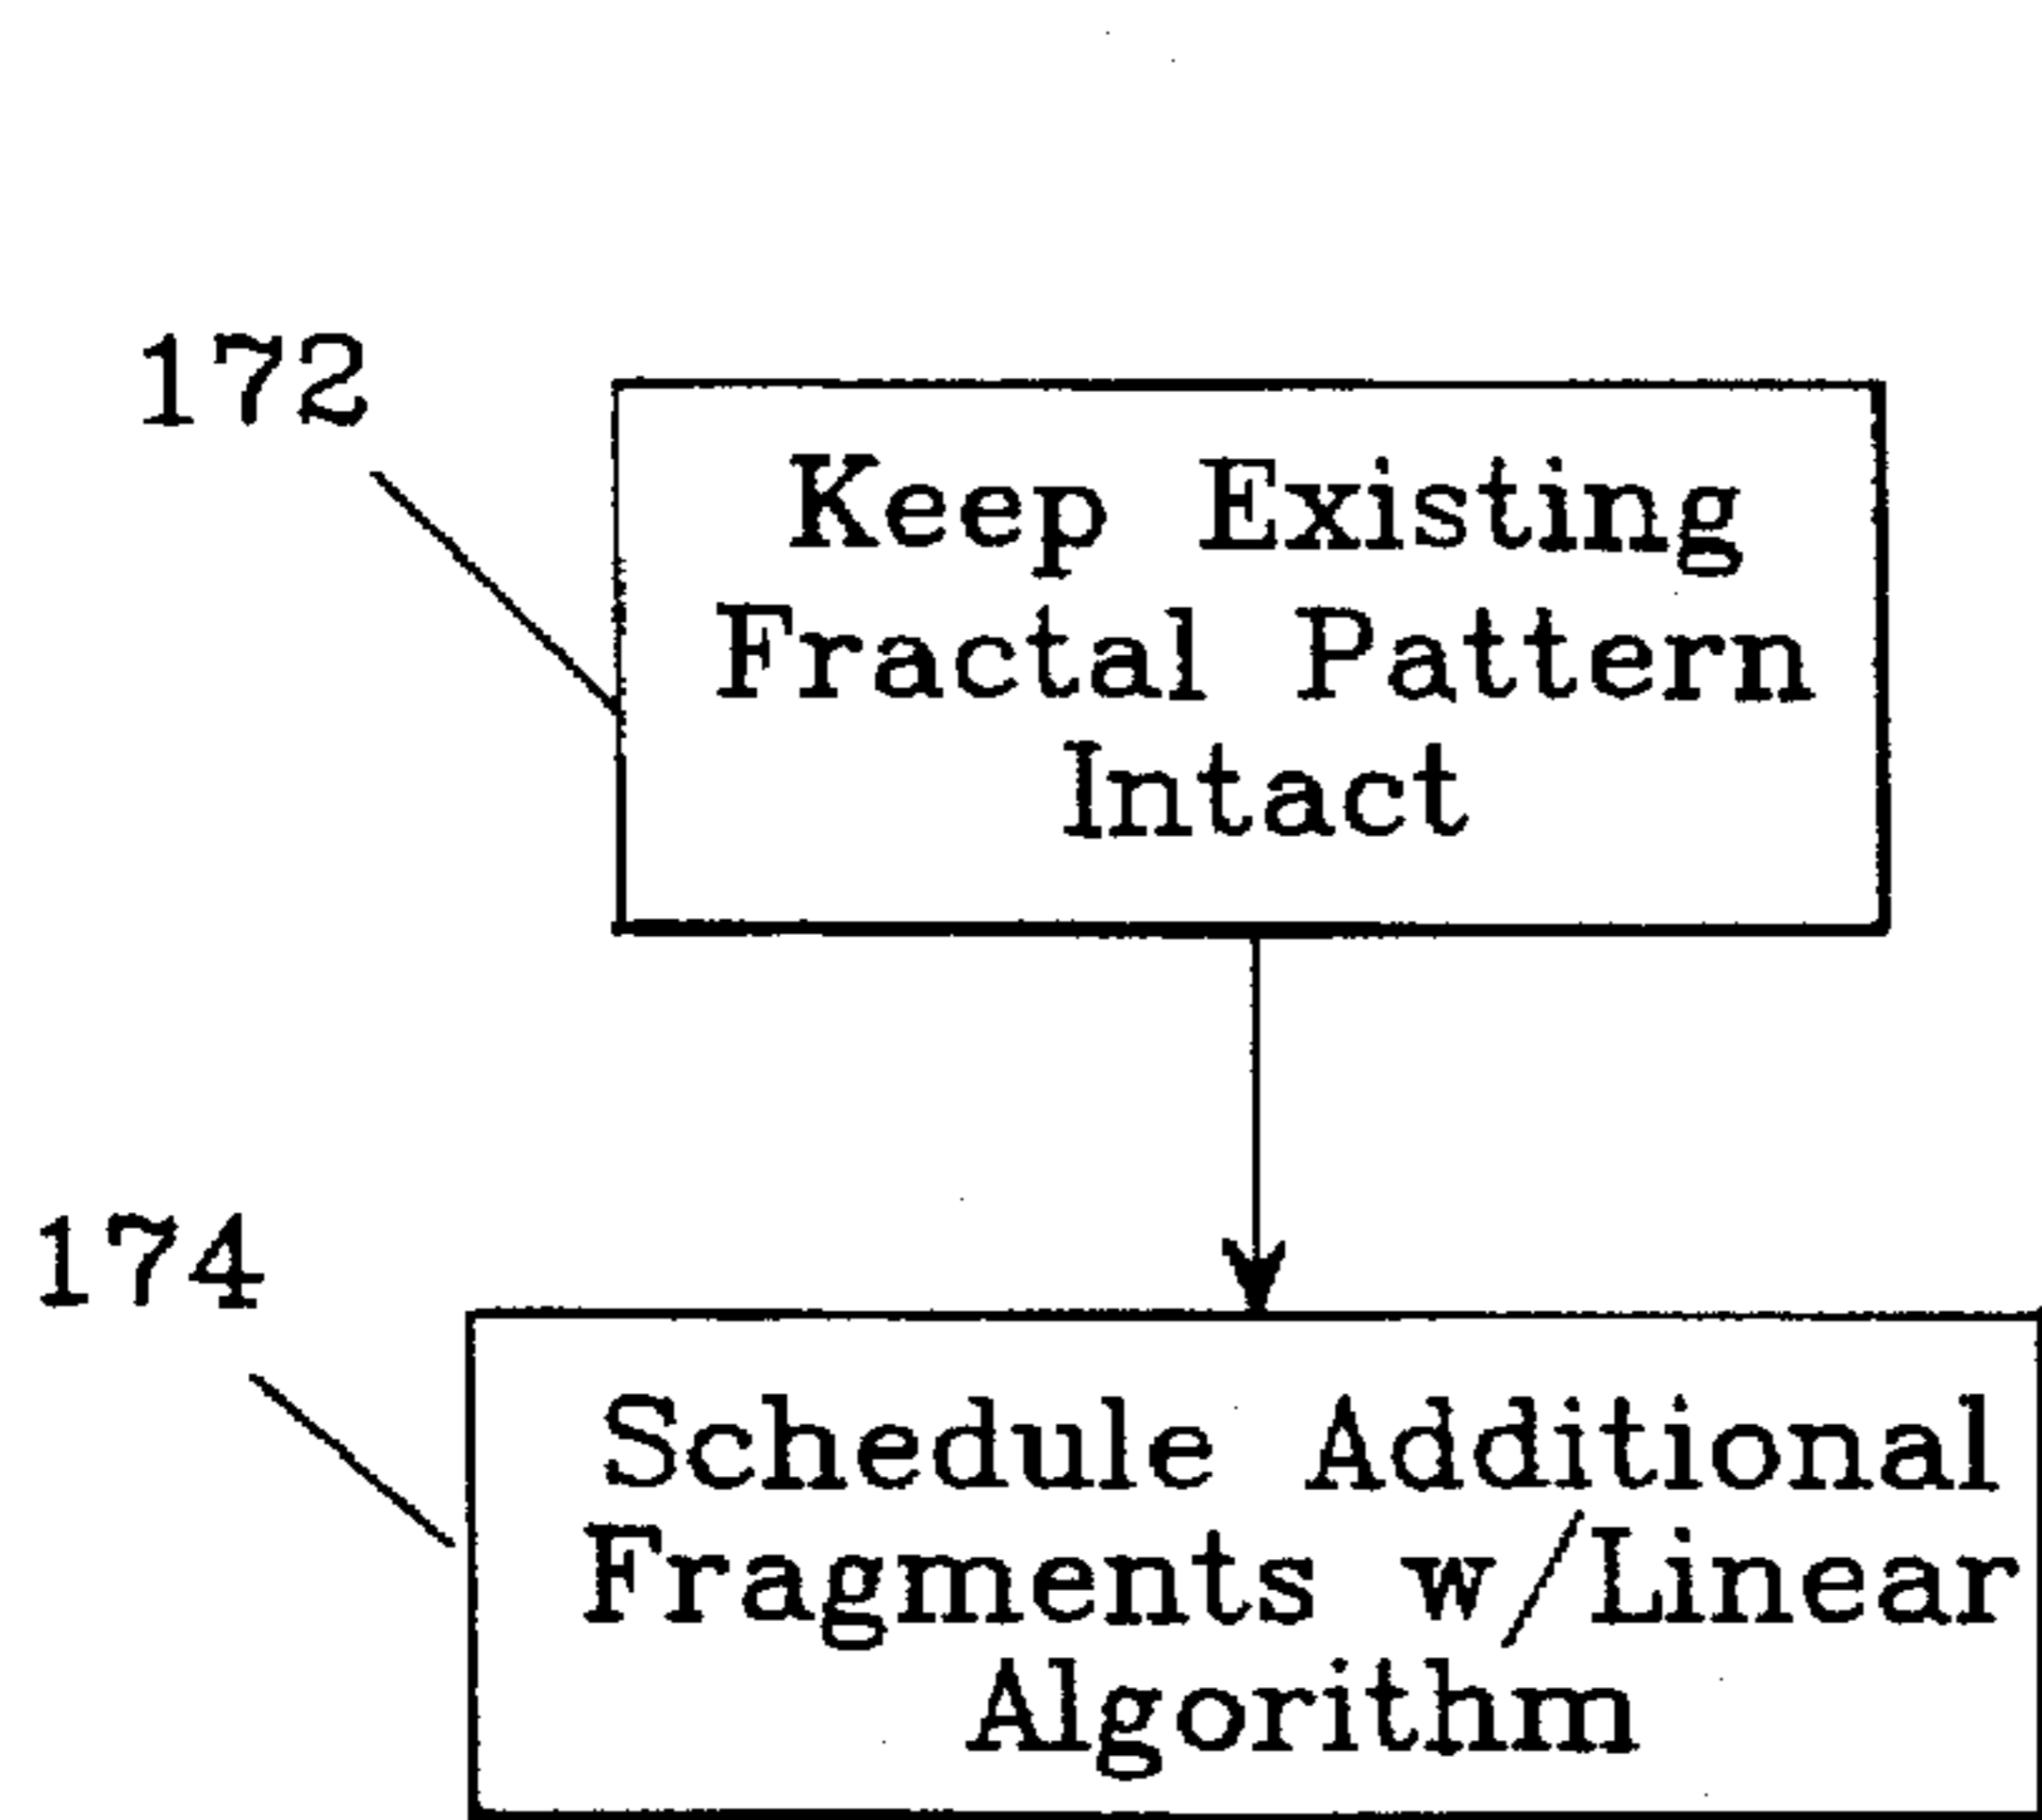 172
Keep Existing
Fractal Pattern
Intact
174
Schedule Additional
Fragments w/Linear
Algorithm